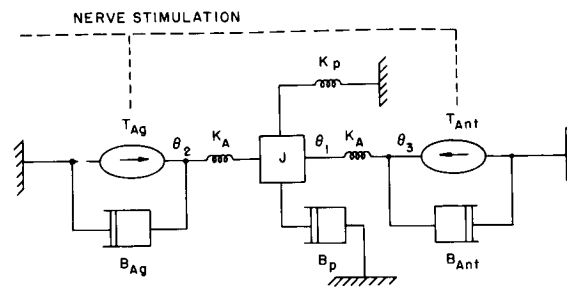 NERVE STIMULATION
K_p
T_Ag
K_A
K_A
T_Ant
θ_2
θ_1
θ_3
J
B_Ag
B_p
B_Ant